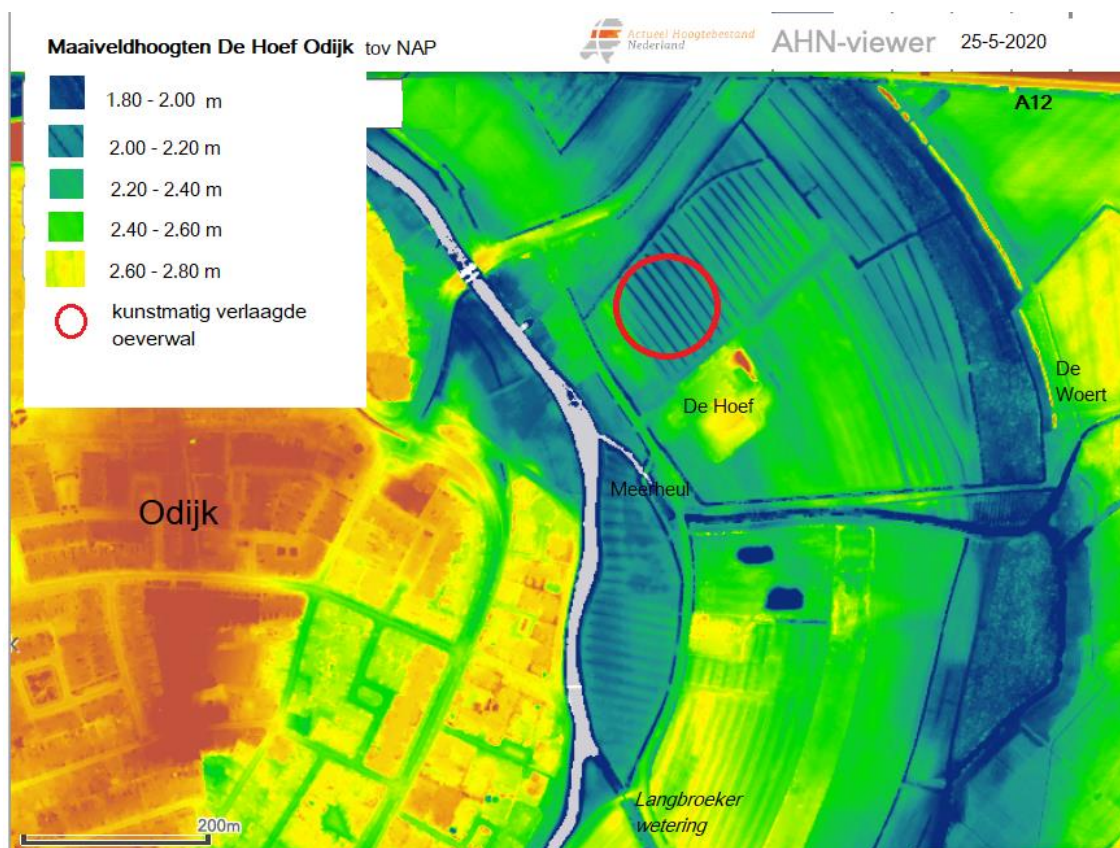 Maaiveldhoogten De Hoef Odijk tov NAP
Actueel Hoogtebestand
Nederland
AHN-viewer
25-5-2020
1.80 - 2.00 m
2.00 - 2.20 m
2.20 - 2.40 m
2.40 - 2.60 m
2.60 - 2.80 m
kunstmatig verlaagde
oeverwal
A12
De
Woert
De Hoef
Meerheul
Odijk
Langbroeker
wetering
200m